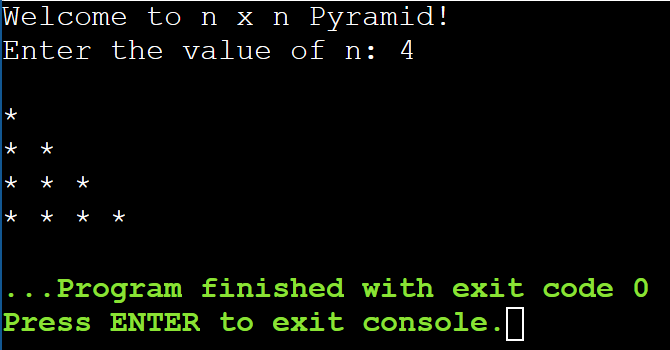 Welcome to n x n Pyramid!
Enter the value of n: 4
*
* *
* * *
* * * *
...Program finished with exit code 0
Press ENTER to exit console.